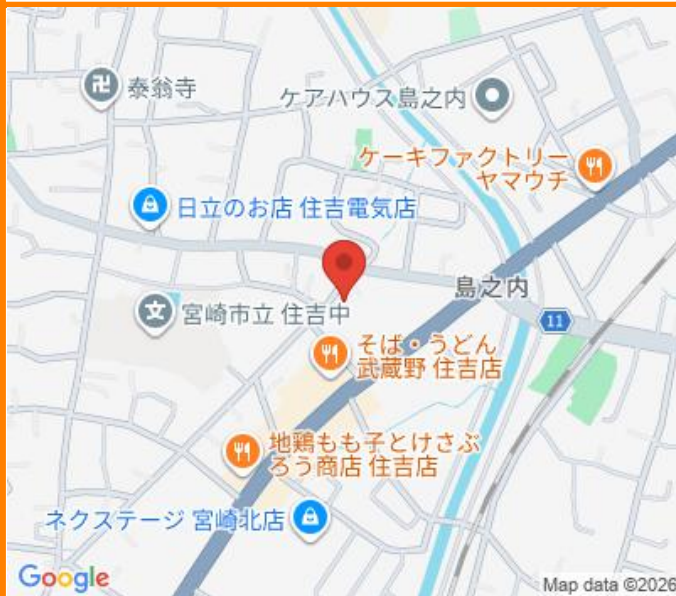 泰翁寺
ケアハウス島之内
ケーキファクトリー
ヤマウチ
日立のお店 住吉電気店
島之内
宮崎市立 住吉中
11
そば・うどん
武蔵野 住吉店
地鶏もも子とけさぶ
ろう商店 住吉店
ネクステージ 宮崎北店
Google
Map data ©2026